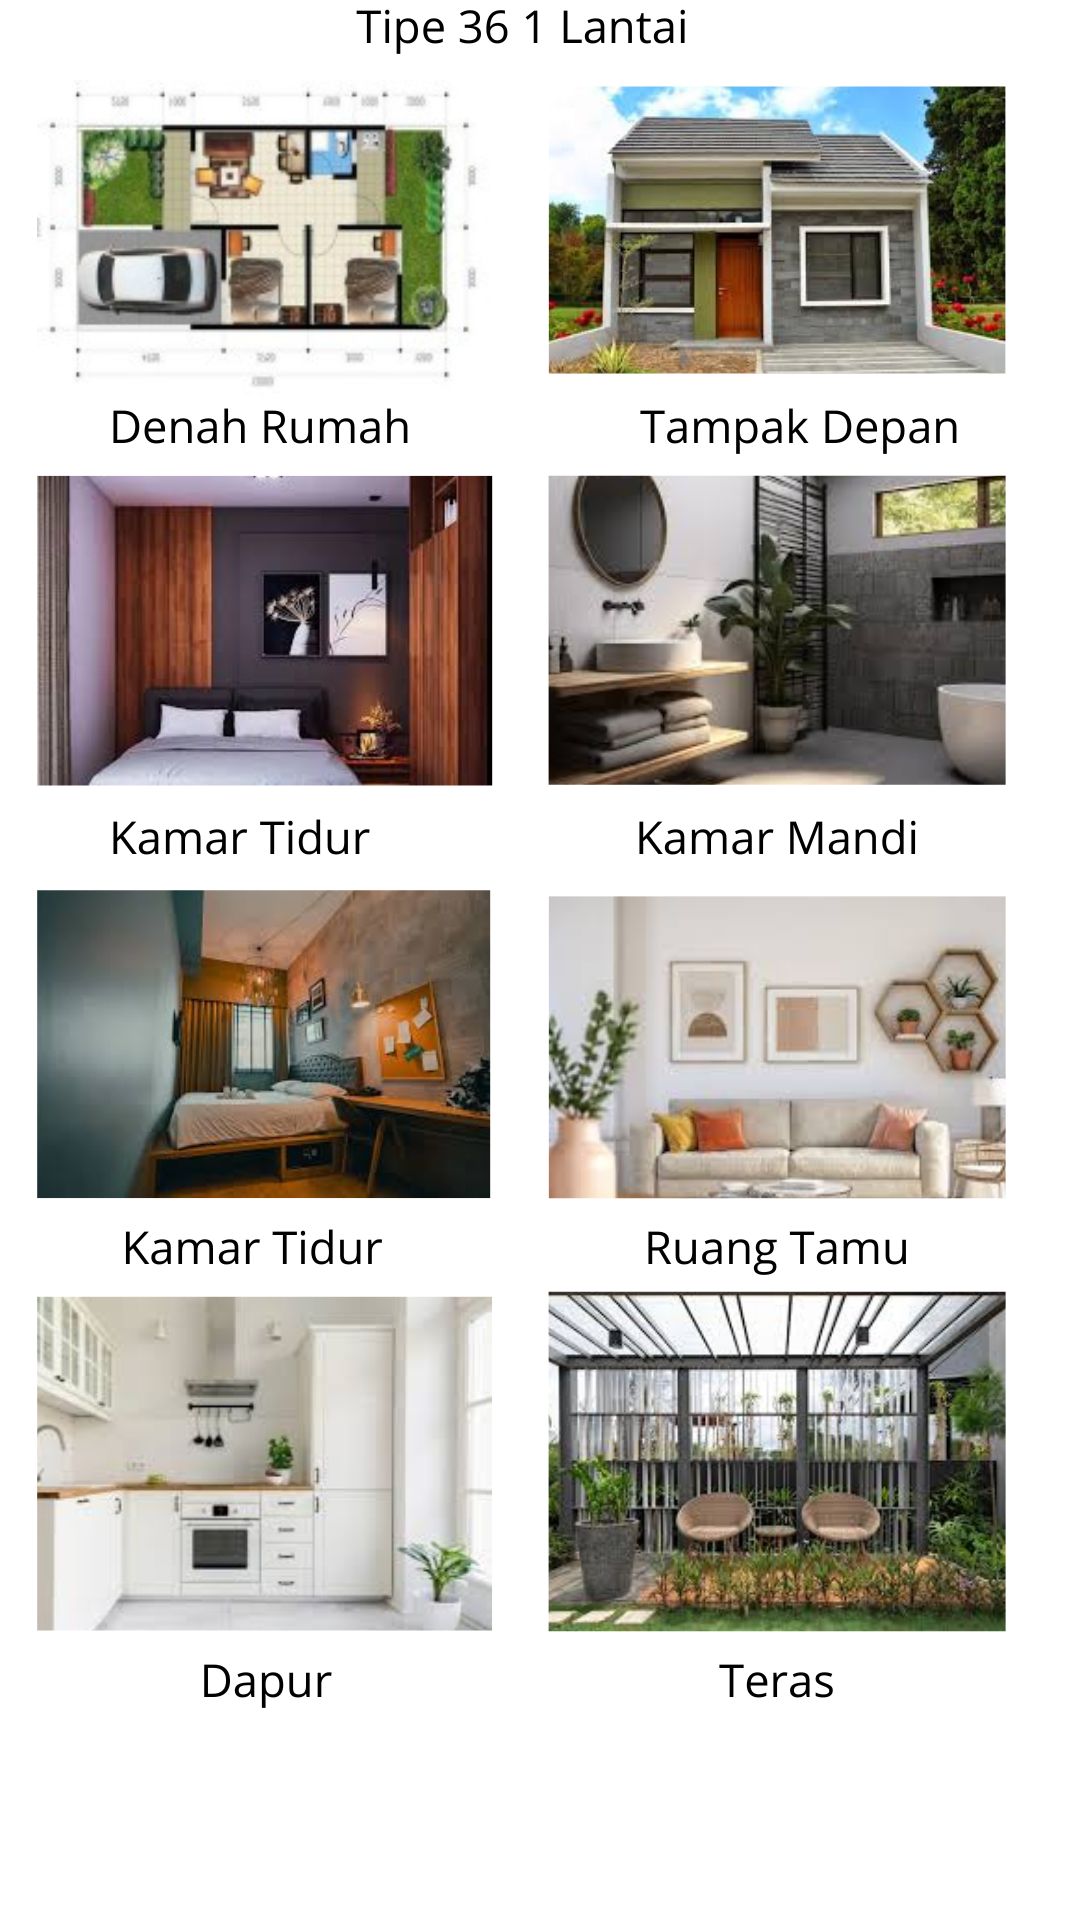 Tipe 36 1 Lantai
Denah Rumah
Tampak Depan
Kamar Tidur
Kamar Mandi
Kamar Tidur
Ruang Tamu
Dapur
Teras